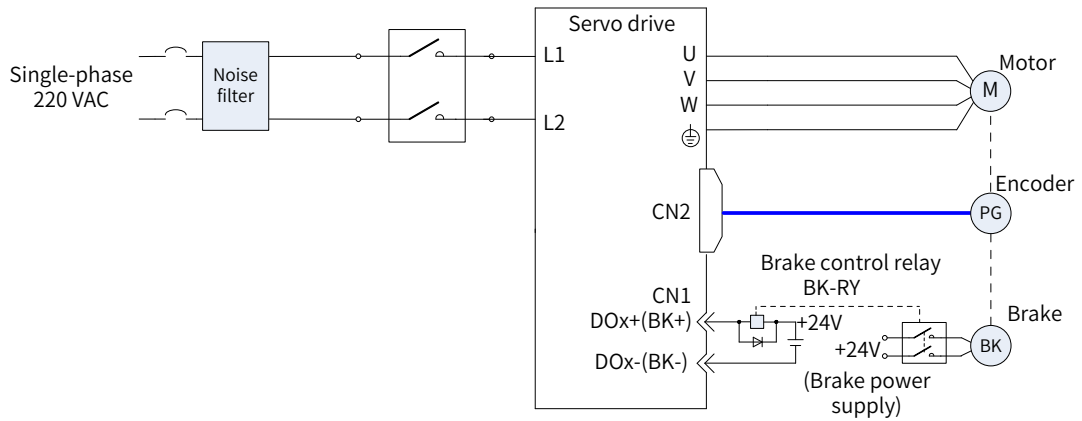 Single-phase
220 VAC
Noise
filter
Servo drive
L1
L2
U
V
W
Motor
M
CN2
Encoder
PG
Brake control relay
BK-RY
CN1
DOx+(BK+)
+24V
DOx-(BK-)
+24V
(Brake power
supply)
Brake
BK